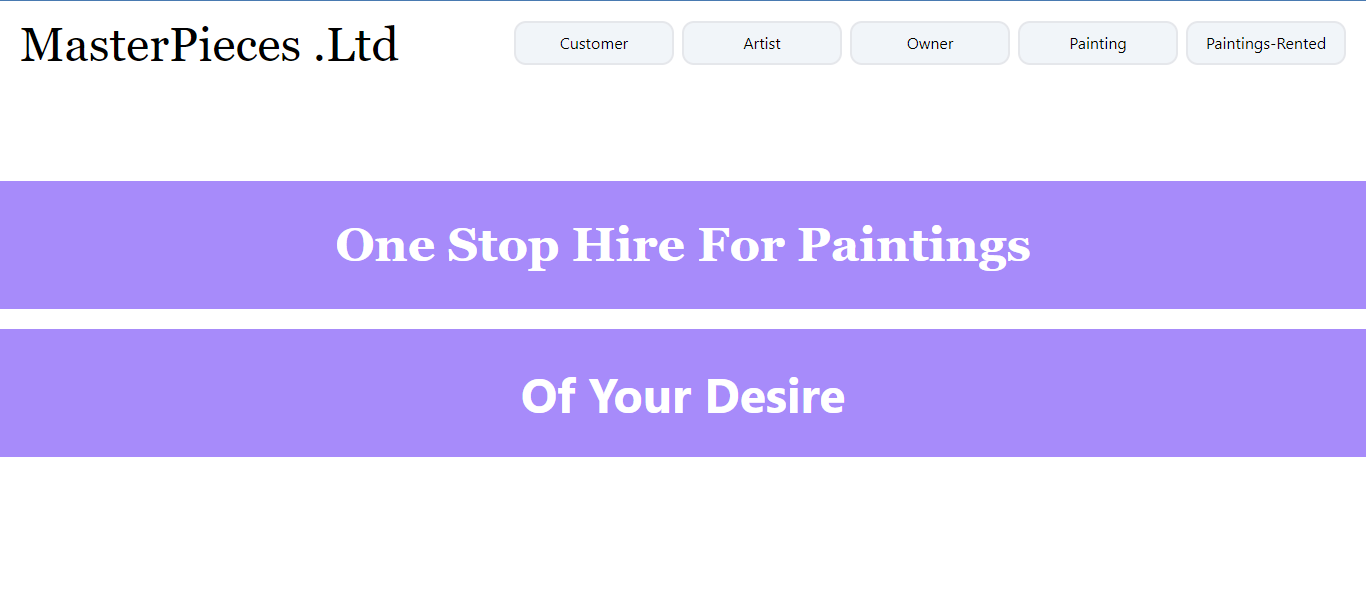 MasterPieces .Ltd
Customer
Artist
Owner
Painting
Paintings-Rented
One Stop Hire For Paintings
Of Your Desire